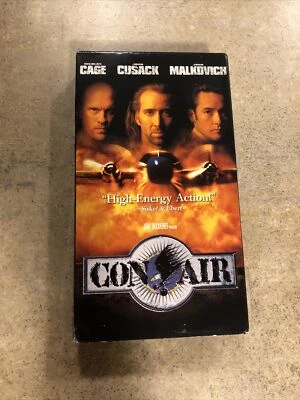 CAGE CUSACK MALKOVICH
"High-Energy Action!"
Siskel & Ebert
CON AIR